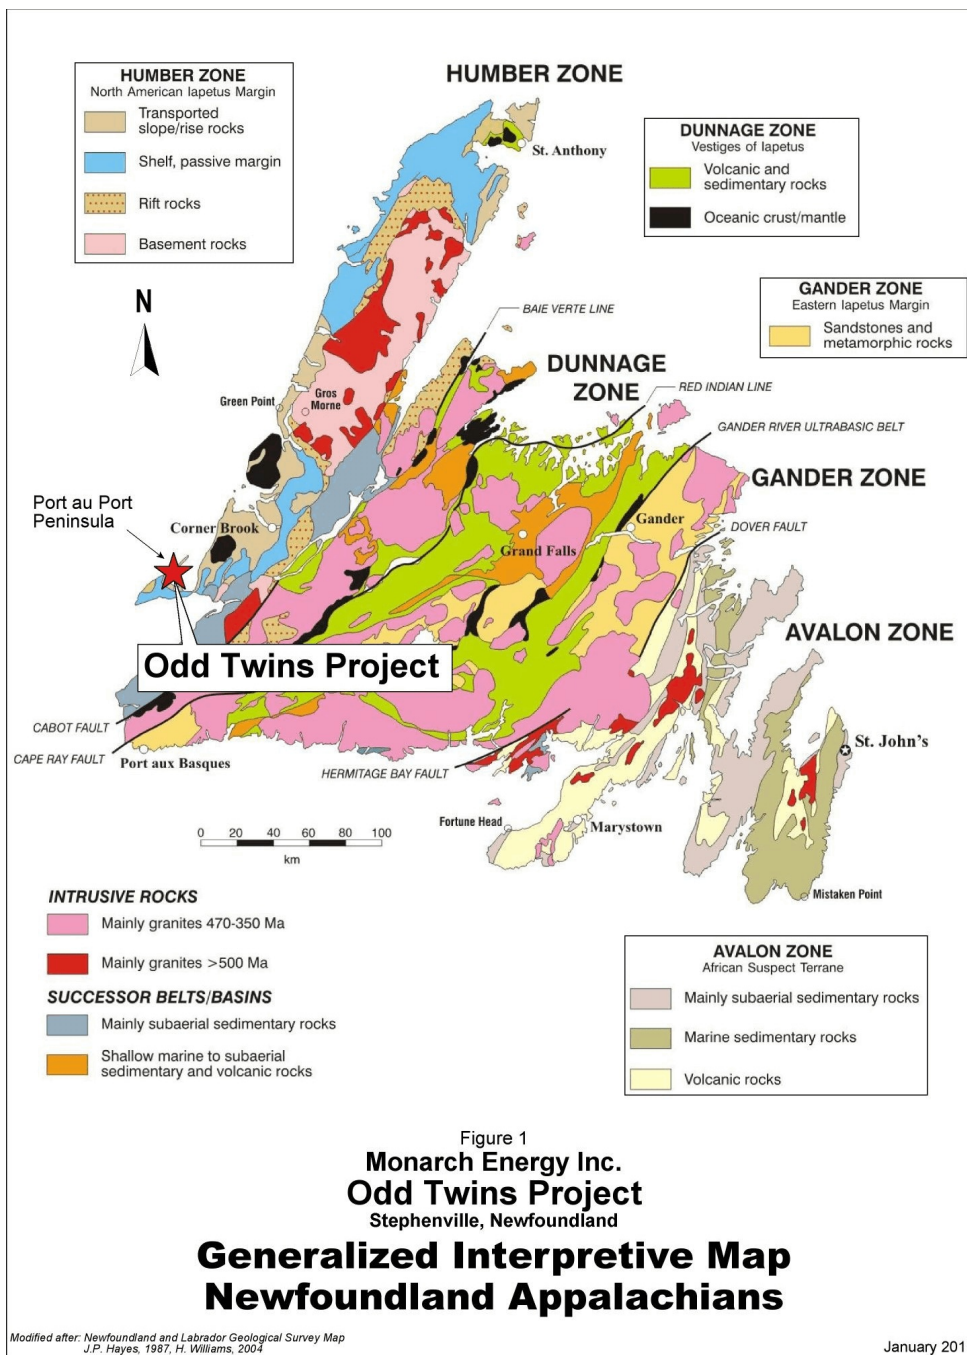 HUMBER ZONE
HUMBER ZONE
North American Iapetus Margin
Transported
slope/rise rocks
Shelf, passive margin
Rift rocks
Basement rocks
St. Anthony
DUNNAGE ZONE
Vestiges of Iapetus
Volcanic and
sedimentary rocks
Oceanic crust/mantle
GANDER ZONE
Eastern Iapetus Margin
Sandstones and
metamorphic rocks
N
BAIE VERTE LINE
DUNNAGE
ZONE
RED INDIAN LINE
Green Point
Gros
Morne
GANDER RIVER ULTRABASIC BELT
GANDER ZONE
Port au Port
Peninsula
Corner Brook
Gander
DOVER FAULT
Grand Falls
AVALON ZONE
Odd Twins Project
CABOT FAULT
CAPE RAY FAULT
Port aux Basques
HERMITAGE BAY FAULT
St. John's
Fortune Head
Marystown
0 20 40 60 80 100
km
Mistaken Point
INTRUSIVE ROCKS
Mainly granites 470-350 Ma
Mainly granites >500 Ma
SUCCESSOR BELTS/BASINS
Mainly subaerial sedimentary rocks
Shallow marine to subaerial
sedimentary and volcanic rocks
AVALON ZONE
African Suspect Terrane
Mainly subaerial sedimentary rocks
Marine sedimentary rocks
Volcanic rocks
Figure 1
Monarch Energy Inc.
Odd Twins Project
Stephenville, Newfoundland
Generalized Interpretive Map
Newfoundland Appalachians
Modified after: Newfoundland and Labrador Geological Survey Map
J.P. Hayes, 1987, H. Williams, 2004
January 201